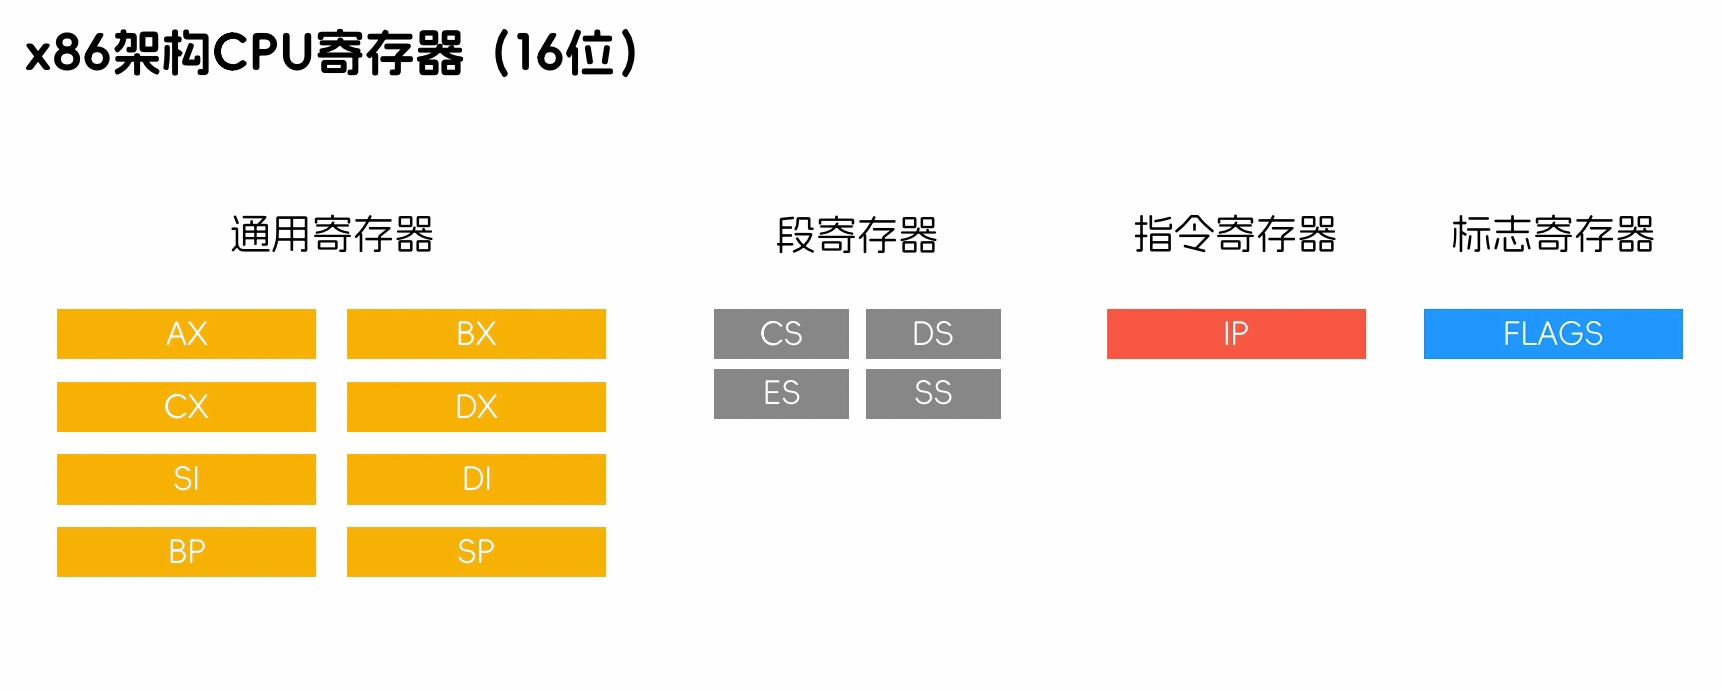 x86架构CPU寄存器（16位）
通用寄存器
段寄存器
指令寄存器
标志寄存器
AX
BX
CS
DS
IP
FLAGS
ES
SS
CX
DX
SI
DI
BP
SP